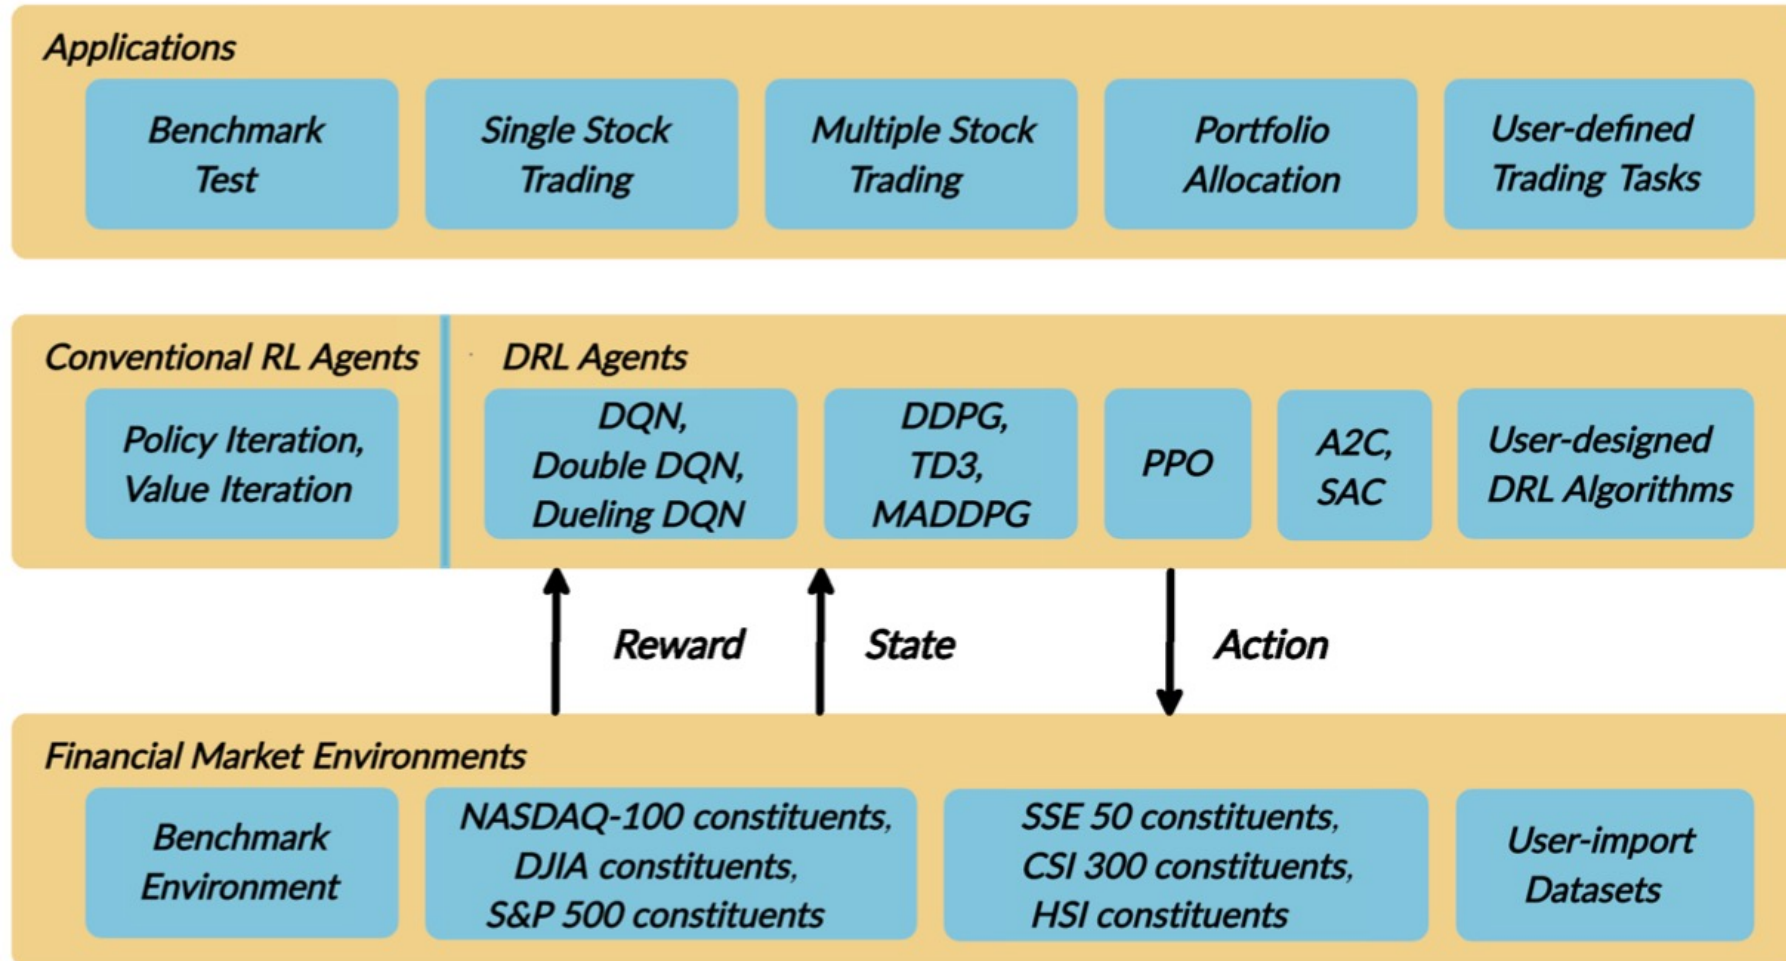 Applications
Benchmark
Test
Single Stock
Trading
Multiple Stock
Trading
Portfolio
Allocation
User-defined
Trading Tasks
Conventional RL Agents
Policy Iteration,
Value Iteration
DRL Agents
DQN,
Double DQN,
Dueling DQN
DDPG,
TD3,
MADDPG
PPO
A2C,
SAC
User-designed
DRL Algorithms
Reward
State
Action
Financial Market Environments
Benchmark
Environment
NASDAQ-100 constituents,
DJIA constituents,
S&P 500 constituents
SSE 50 constituents,
CSI 300 constituents,
HSI constituents
User-import
Datasets